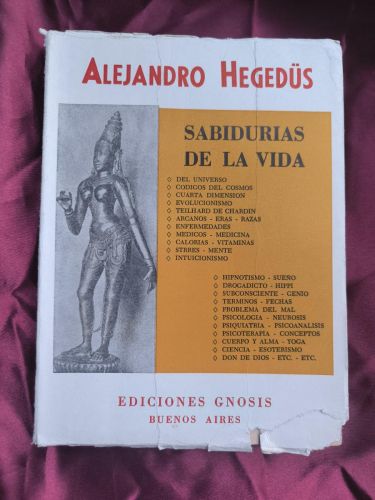 ALEJANDRO HEGEDÜS
SABIDURIAS
DE LA VIDA
◊ DEL UNIVERSO
◊ CODIGOS DEL COSMOS
◊ CUARTA DIMENSION
◊ EVOLUCIONISMO
◊ TEILHARD DE CHARDIN
◊ ARCANOS - ERAS - RAZAS
◊ ENFERMEDADES
◊ MEDICOS - MEDICINA
◊ CALORIAS - VITAMINAS
◊ STRRES - MENTE
◊ INTUICIONISMO
◊ HIPNOTISMO - SUEÑO
◊ DROGADICTO - HIPPI
◊ SUBCONSCIENTE - GENIO
◊ TERMINOS - FECHAS
◊ PROBLEMA DEL MAL
◊ PSICOLOGIA - NEUROSIS
◊ PSIQUIATRIA - PSICOANALISIS
◊ PSICOTERAPIA - CONCEPTOS
◊ CUERPO Y ALMA - YOGA
◊ CIENCIA - ESOTERISMO
◊ DON DE DIOS - ETC. - ETC.
EDICIONES GNOSIS
BUENOS AIRES